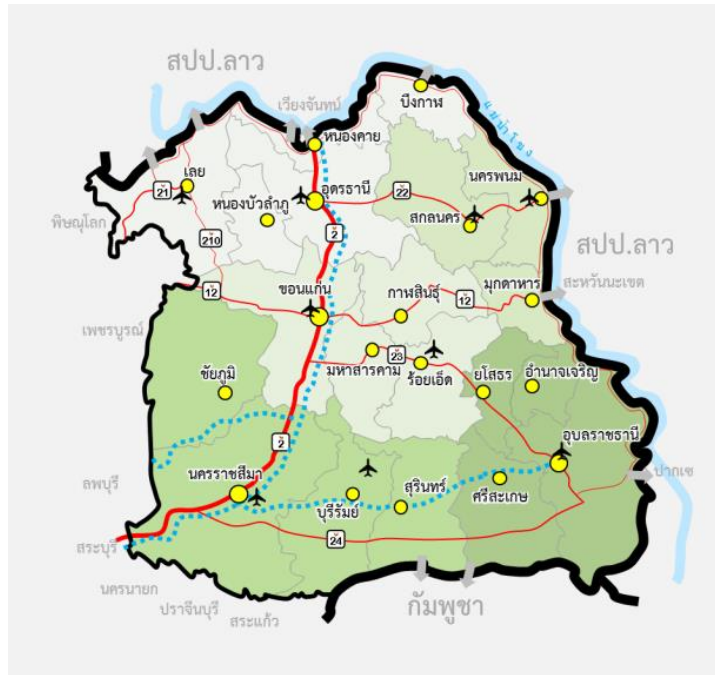 สปป.ลาว
เวียงจันทน์
บึงกาฬ
แม่น้ำโขง
หนองคาย
เลย
21
หนองบัวลำภู
อุดรธานี
22
นครพนม
สกลนคร
พิษณุโลก
210
2
สปป.ลาว
ขอนแก่น
กาฬสินธุ์
มุกดาหาร
สะหวันนะเขต
12
12
เพชรบูรณ์
มหาสารคาม
23
ร้อยเอ็ด
ยโสธร
อำนาจเจริญ
ชัยภูมิ
2
อุบลราชธานี
นครราชสีมา
ปากเซ
ลพบุรี
บุรีรัมย์
สุรินทร์
ศรีสะเกษ
สระบุรี
24
นครนายก
ปราจีนบุรี
สระแก้ว
กัมพูชา